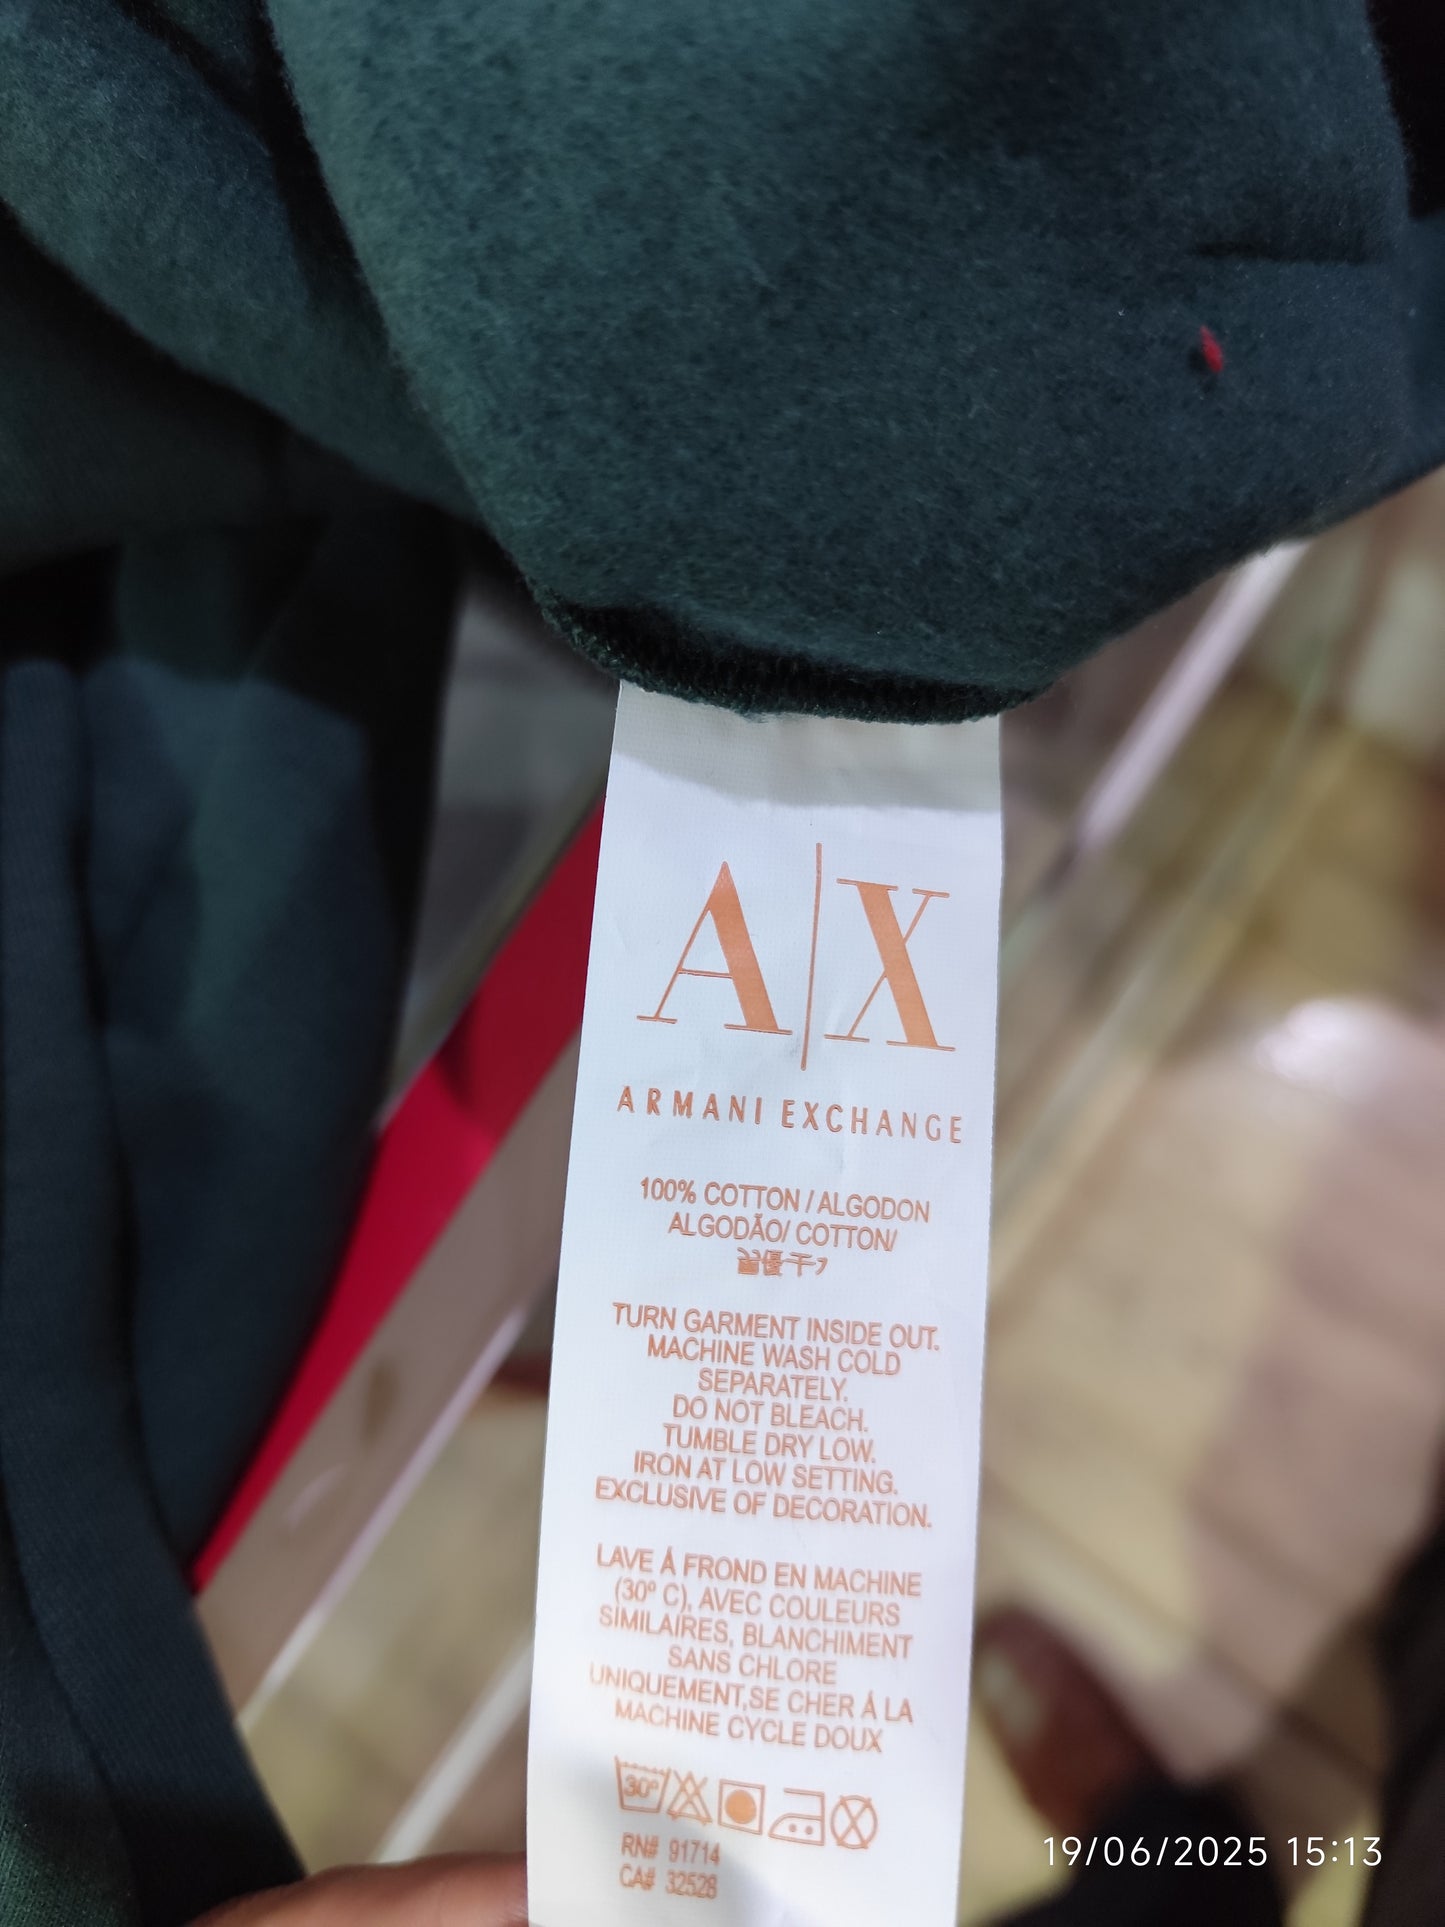 A|X
ARMANI EXCHANGE
100% COTTON / ALGODON
ALGODÃO/ COTTON/
TURN GARMENT INSIDE OUT.
MACHINE WASH COLD
SEPARATELY.
DO NOT BLEACH.
TUMBLE DRY LOW.
IRON AT LOW SETTING.
EXCLUSIVE OF DECORATION.
LAVE Á FROND EN MACHINE
(30º C), AVEC COULEURS
SIMILAIRES, BLANCHIMENT
SANS CHLORE
UNIQUEMENT,SE CHER Á LA
MACHINE CYCLE DOUX
30º
RN# 91714
CA# 32528
19/06/2025 15:13